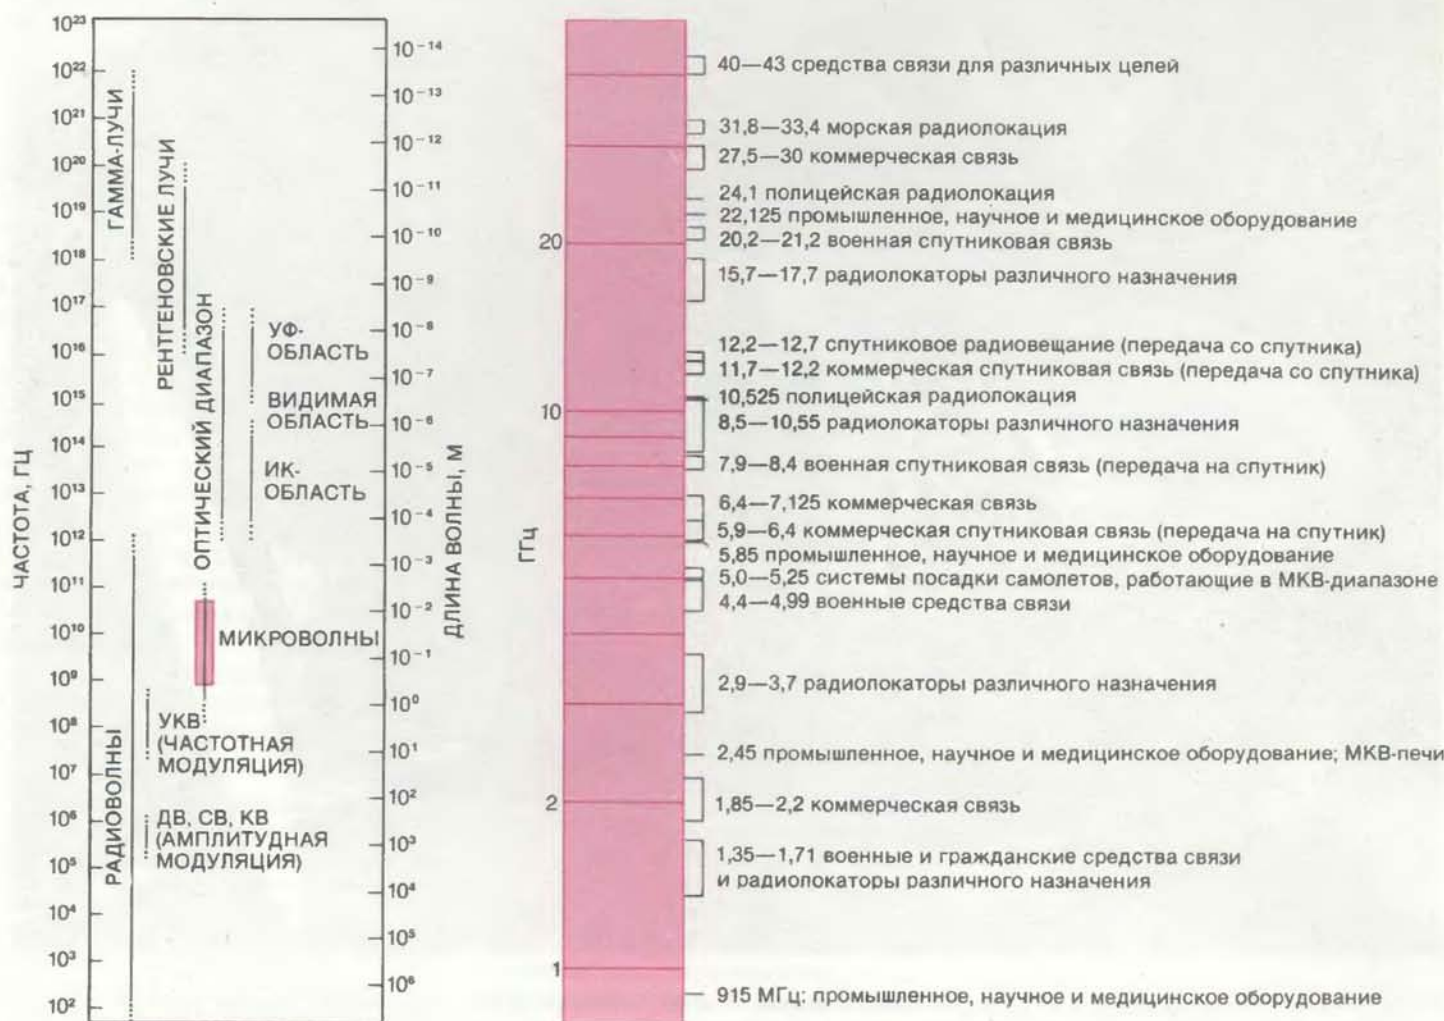 ЧАСТОТА, ГЦ
10²³
10²²
10²¹
10²⁰
10¹⁹
10¹⁸
10¹⁷
10¹⁶
10¹⁵
10¹⁴
10¹³
10¹²
10¹¹
10¹⁰
10⁹
10⁸
10⁷
10⁶
10⁵
10⁴
10³
10²
ГАММА-ЛУЧИ
РЕНТГЕНОВСКИЕ ЛУЧИ
ОПТИЧЕСКИЙ ДИАПАЗОН
УФ-
ОБЛАСТЬ
ВИДИМАЯ
ОБЛАСТЬ
ИК-
ОБЛАСТЬ
МИКРОВОЛНЫ
РАДИОВОЛНЫ
УКВ
(ЧАСТОТНАЯ
МОДУЛЯЦИЯ)
ДВ, СВ, КВ
(АМПЛИТУДНАЯ
МОДУЛЯЦИЯ)
10⁻¹⁴
10⁻¹³
10⁻¹²
10⁻¹¹
10⁻¹⁰
10⁻⁹
10⁻⁸
10⁻⁷
10⁻⁶
10⁻⁵
10⁻⁴
10⁻³
10⁻²
10⁻¹
10⁰
10¹
10²
10³
10⁴
10⁵
10⁶
ДЛИНА ВОЛНЫ, М
ГГц
20
10
2
1
40—43 средства связи для различных целей
31,8—33,4 морская радиолокация
27,5—30 коммерческая связь
24,1 полицейская радиолокация
22,125 промышленное, научное и медицинское оборудование
20,2—21,2 военная спутниковая связь
15,7—17,7 радиолокаторы различного назначения
12,2—12,7 спутниковое радиовещание (передача со спутника)
11,7—12,2 коммерческая спутниковая связь (передача со спутника)
10,525 полицейская радиолокация
8,5—10,55 радиолокаторы различного назначения
7,9—8,4 военная спутниковая связь (передача на спутник)
6,4—7,125 коммерческая связь
5,9—6,4 коммерческая спутниковая связь (передача на спутник)
5,85 промышленное, научное и медицинское оборудование
5,0—5,25 системы посадки самолетов, работающие в МКВ-диапазоне
4,4—4,99 военные средства связи
2,9—3,7 радиолокаторы различного назначения
2,45 промышленное, научное и медицинское оборудование; МКВ-печи
1,85—2,2 коммерческая связь
1,35—1,71 военные и гражданские средства связи
и радиолокаторы различного назначения
915 МГц: промышленное, научное и медицинское оборудование